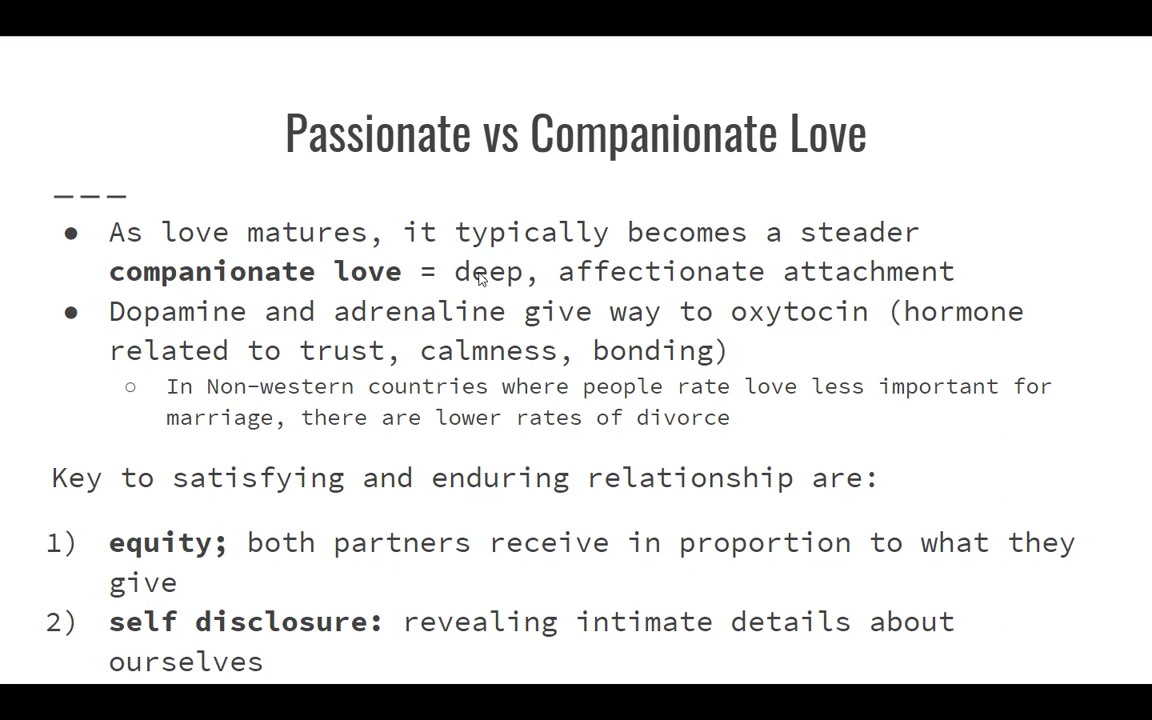 Passionate vs Companionate Love
———
● As love matures, it typically becomes a steader
companionate love = deep, affectionate attachment
● Dopamine and adrenaline give way to oxytocin (hormone
related to trust, calmness, bonding)
○ In Non-western countries where people rate love less important for
marriage, there are lower rates of divorce
Key to satisfying and enduring relationship are:
1) equity; both partners receive in proportion to what they
give
2) self disclosure: revealing intimate details about
ourselves